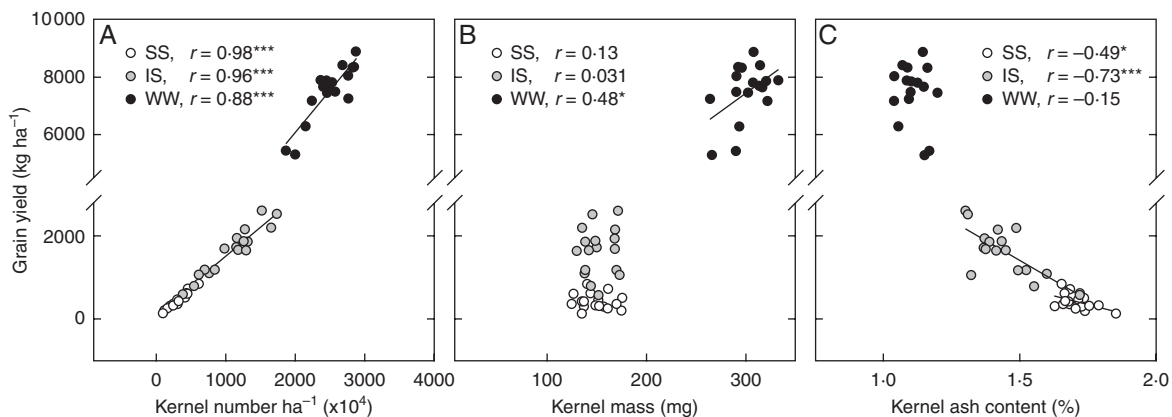 A
SS, r = 0·98***
IS, r = 0·96***
WW, r = 0·88***
B
SS, r = 0·13
IS, r = 0·031
WW, r = 0·48*
C
SS, r = –0·49*
IS, r = –0·73***
WW, r = –0·15
Grain yield (kg ha⁻¹)
10000
8000
6000
4000
2000
0
0 1000 2000 3000 4000
Kernel number ha⁻¹ (x10⁴)
100 200 300
Kernel mass (mg)
1·0 1·5 2·0
Kernel ash content (%)